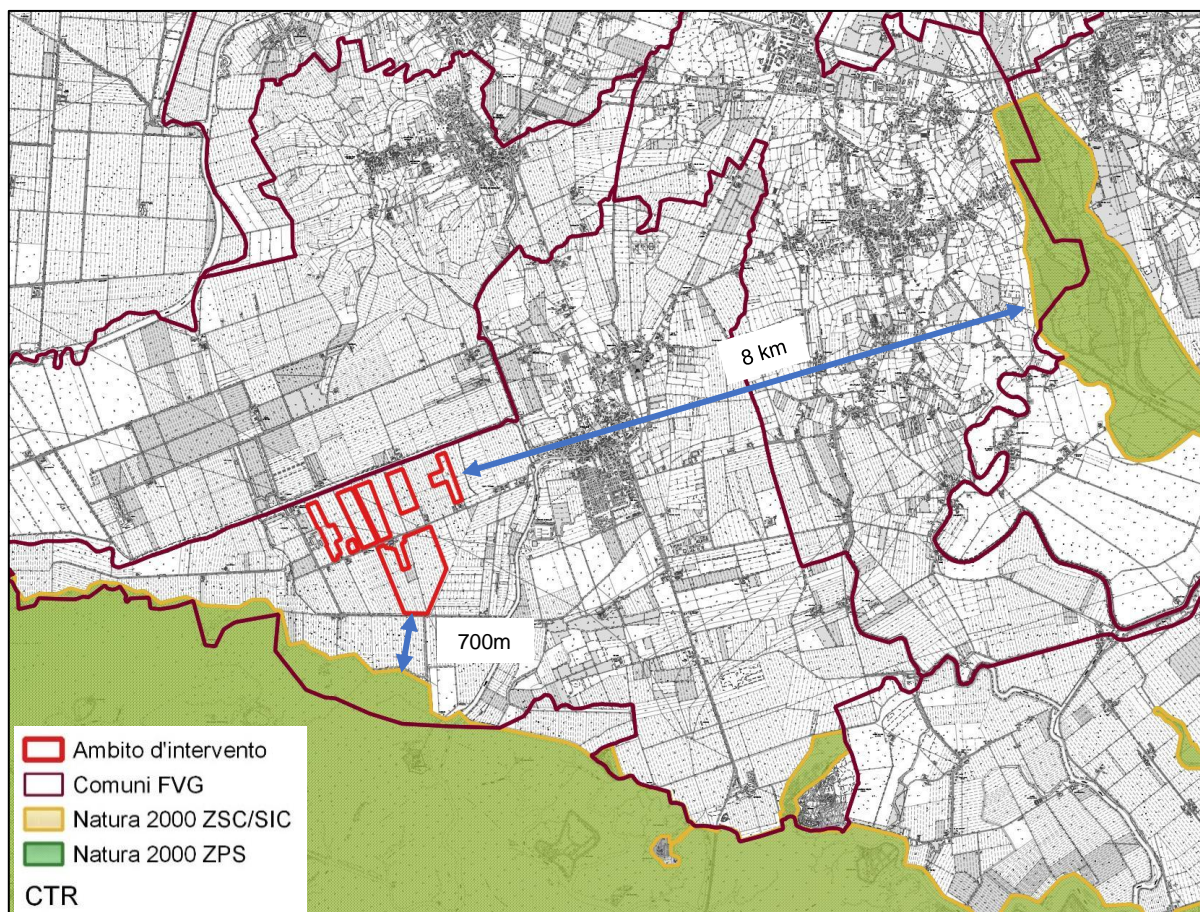 8 km
700m
Ambito d'intervento
Comuni FVG
Natura 2000 ZSC/SIC
Natura 2000 ZPS
CTR